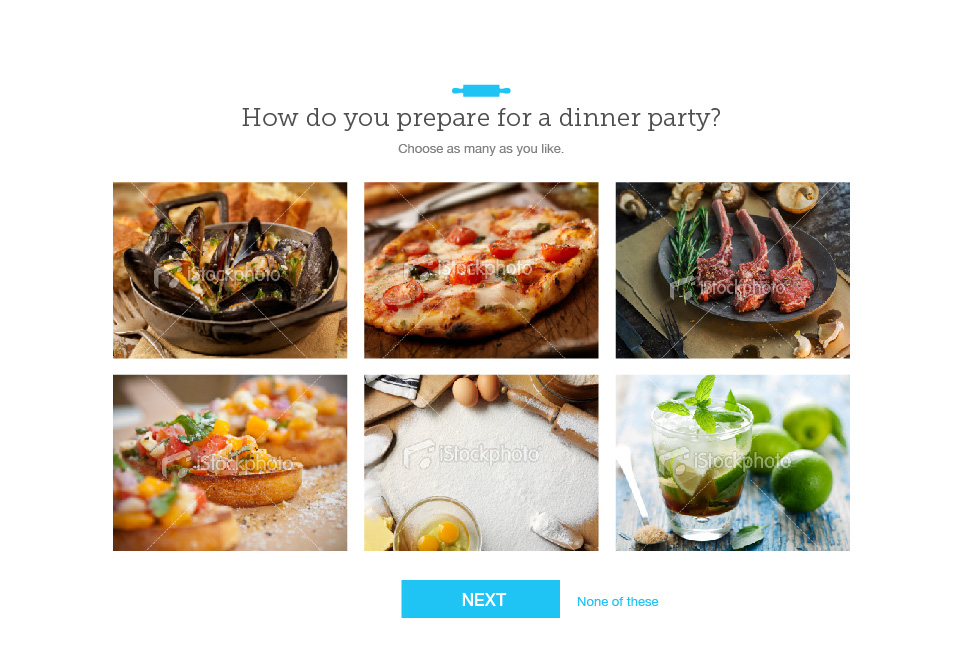 How do you prepare for a dinner party?
Choose as many as you like.
iStockphoto
iStockphoto
iStockphoto
iStockphoto
iStockphoto
iStockphoto
NEXT
None of these